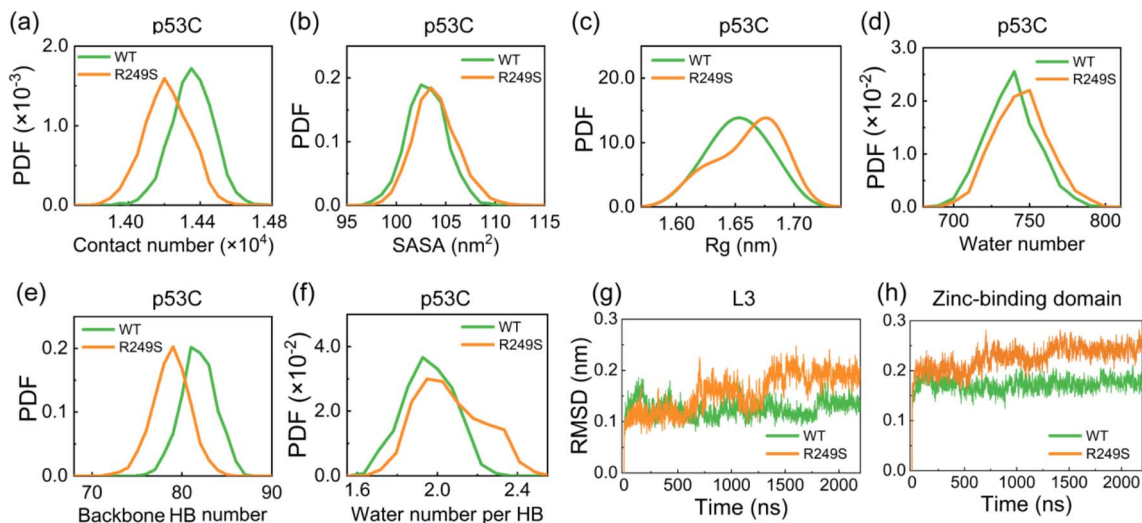 (a) p53C
PDF (×10⁻³)
2.0
1.0
0.0
WT
R249S
1.40 1.44 1.48
Contact number (×10⁴)
(b) p53C
PDF
0.2
0.1
0.0
WT
R249S
95 100 105 110 115
SASA (nm²)
(c) p53C
PDF
20.0
10.0
0.0
WT
R249S
1.60 1.65 1.70
Rg (nm)
(d) p53C
PDF (×10⁻²)
3.0
2.0
1.0
0.0
WT
R249S
700 750 800
Water number
(e) p53C
PDF
0.2
0.1
0.0
WT
R249S
70 80 90
Backbone HB number
(f) p53C
PDF (×10⁻²)
4.0
2.0
0.0
WT
R249S
1.6 2.0 2.4
Water number per HB
(g) L3
RMSD (nm)
0.3
0.2
0.1
0.0
WT
R249S
0 500 1000 1500 2000
Time (ns)
(h) Zinc-binding domain
0.3
0.2
0.1
0.0
WT
R249S
0 500 1000 1500 2000
Time (ns)